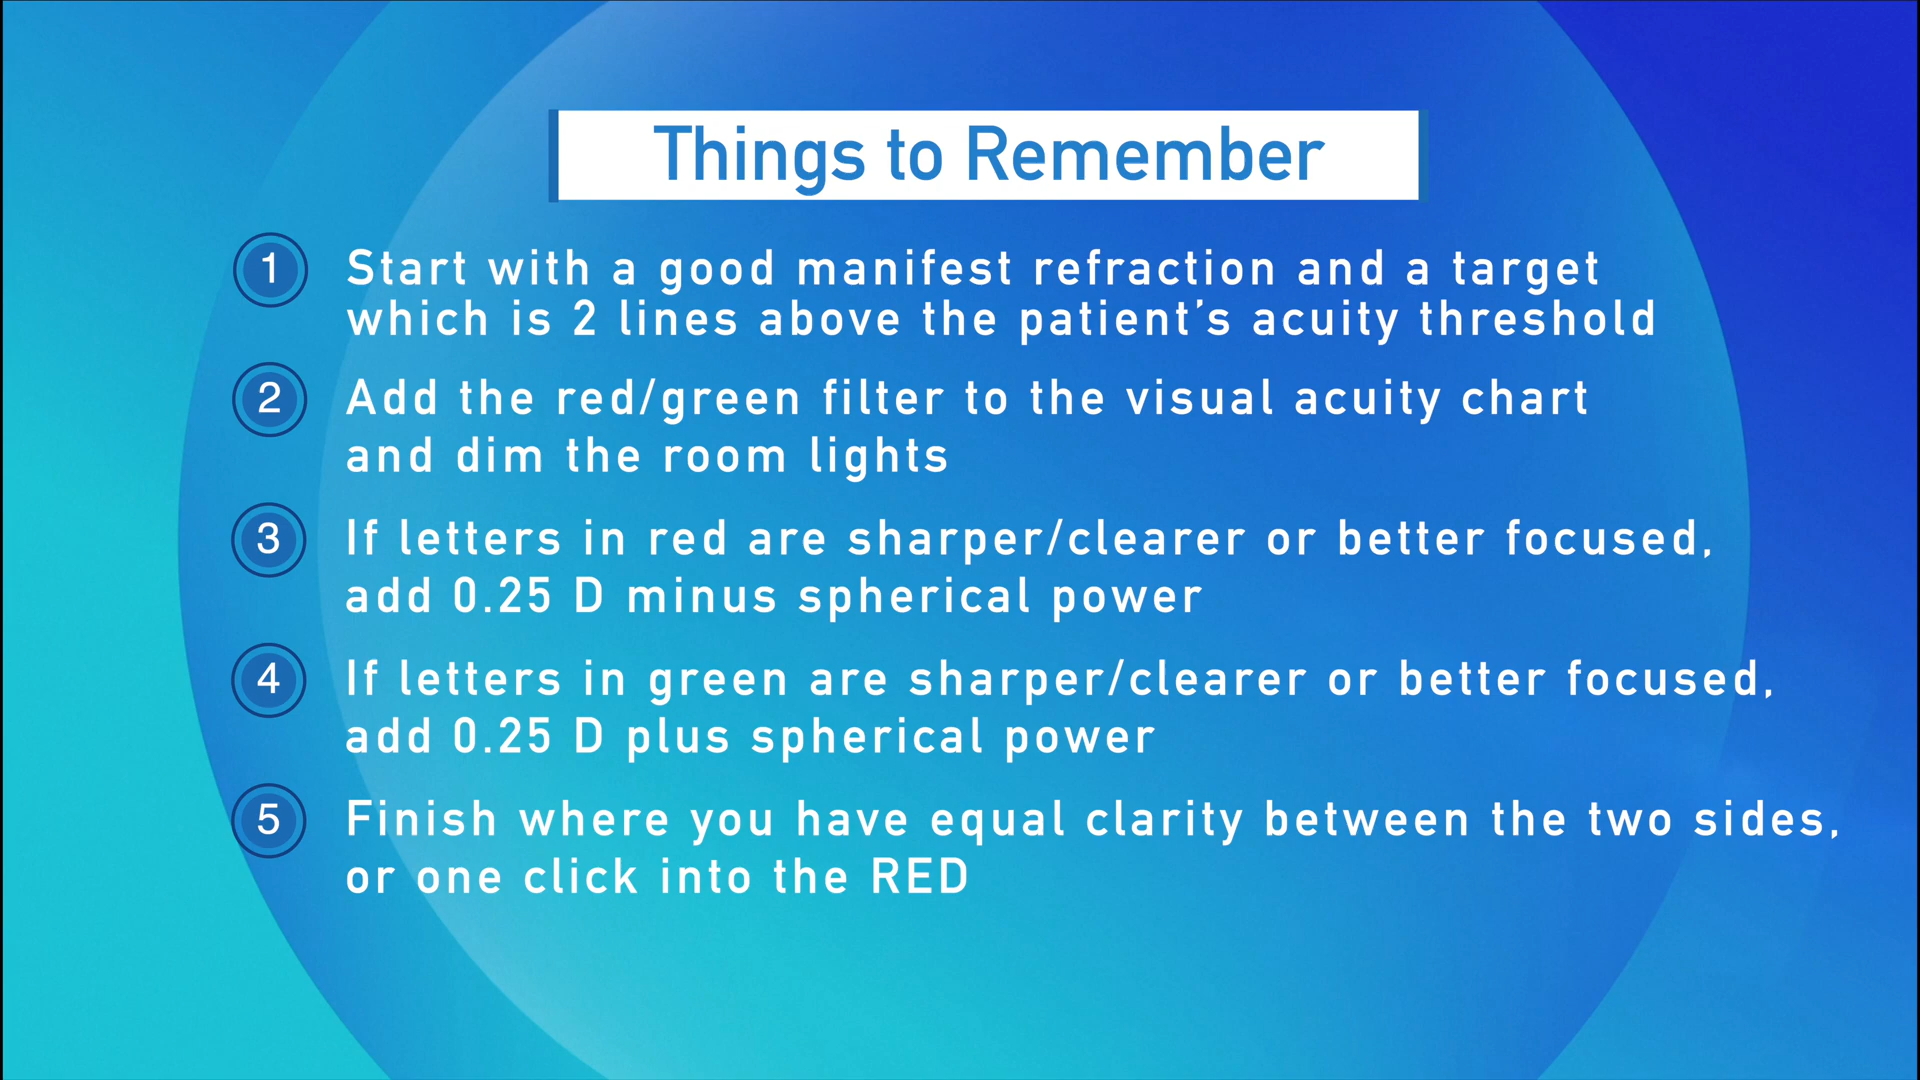 Things to Remember
1 Start with a good manifest refraction and a target
which is 2 lines above the patient’s acuity threshold
2 Add the red/green filter to the visual acuity chart
and dim the room lights
3 If letters in red are sharper/clearer or better focused,
add 0.25 D minus spherical power
4 If letters in green are sharper/clearer or better focused,
add 0.25 D plus spherical power
5 Finish where you have equal clarity between the two sides,
or one click into the RED